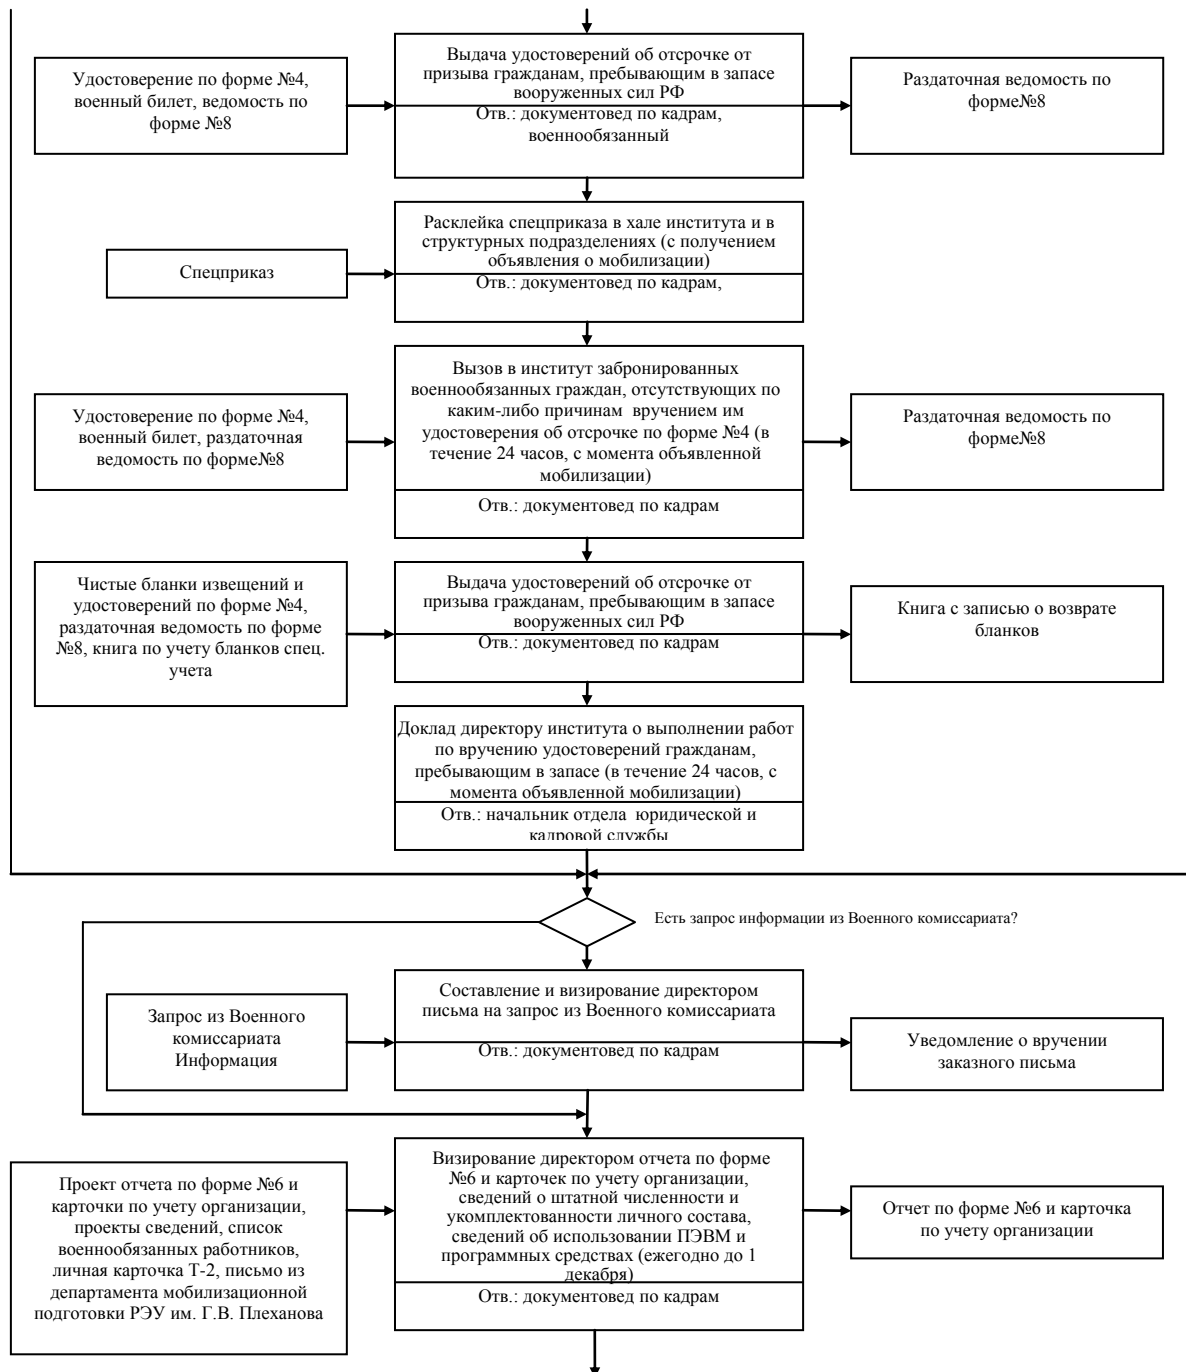 Удостоверение по форме №4,
военный билет, ведомость по
форме №8
Выдача удостоверений об отсрочке от
призыва гражданам, пребывающим в запасе
вооруженных сил РФ
Отв.: документовед по кадрам,
военнообязанный
Раздаточная ведомость по
форме№8
Спецприказ
Расклейка спецприказа в хале института и в
структурных подразделениях (с получением
объявления о мобилизации)
Отв.: документовед по кадрам,
Удостоверение по форме №4,
военный билет, раздаточная
ведомость по форме№8
Вызов в институт забронированных
военнообязанных граждан, отсутствующих по
каким-либо причинам вручением им
удостоверения об отсрочке по форме №4 (в
течение 24 часов, с момента объявленной
мобилизации)
Отв.: документовед по кадрам
Раздаточная ведомость по
форме№8
Чистые бланки извещений и
удостоверений по форме №4,
раздаточная ведомость по форме
№8, книга по учету бланков спец.
учета
Выдача удостоверений об отсрочке от
призыва гражданам, пребывающим в запасе
вооруженных сил РФ
Отв.: документовед по кадрам
Книга с записью о возврате
бланков
Доклад директору института о выполнении работ
по вручению удостоверений гражданам,
пребывающим в запасе (в течение 24 часов, с
момента объявленной мобилизации)
Отв.: начальник отдела юридической и
кадровой службы
Есть запрос информации из Военного комиссариата?
Запрос из Военного
комиссариата
Информация
Составление и визирование директором
письма на запрос из Военного комиссариата
Отв.: документовед по кадрам
Уведомление о вручении
заказного письма
Проект отчета по форме №6 и
карточки по учету организации,
проекты сведений, список
военнообязанных работников,
личная карточка Т-2, письмо из
департамента мобилизационной
подготовки РЭУ им. Г.В. Плеханова
Визирование директором отчета по форме
№6 и карточек по учету организации,
сведений о штатной численности и
укомплектованности личного состава,
сведений об использовании ПЭВМ и
программных средствах (ежегодно до 1
декабря)
Отв.: документовед по кадрам
Отчет по форме №6 и карточка
по учету организации